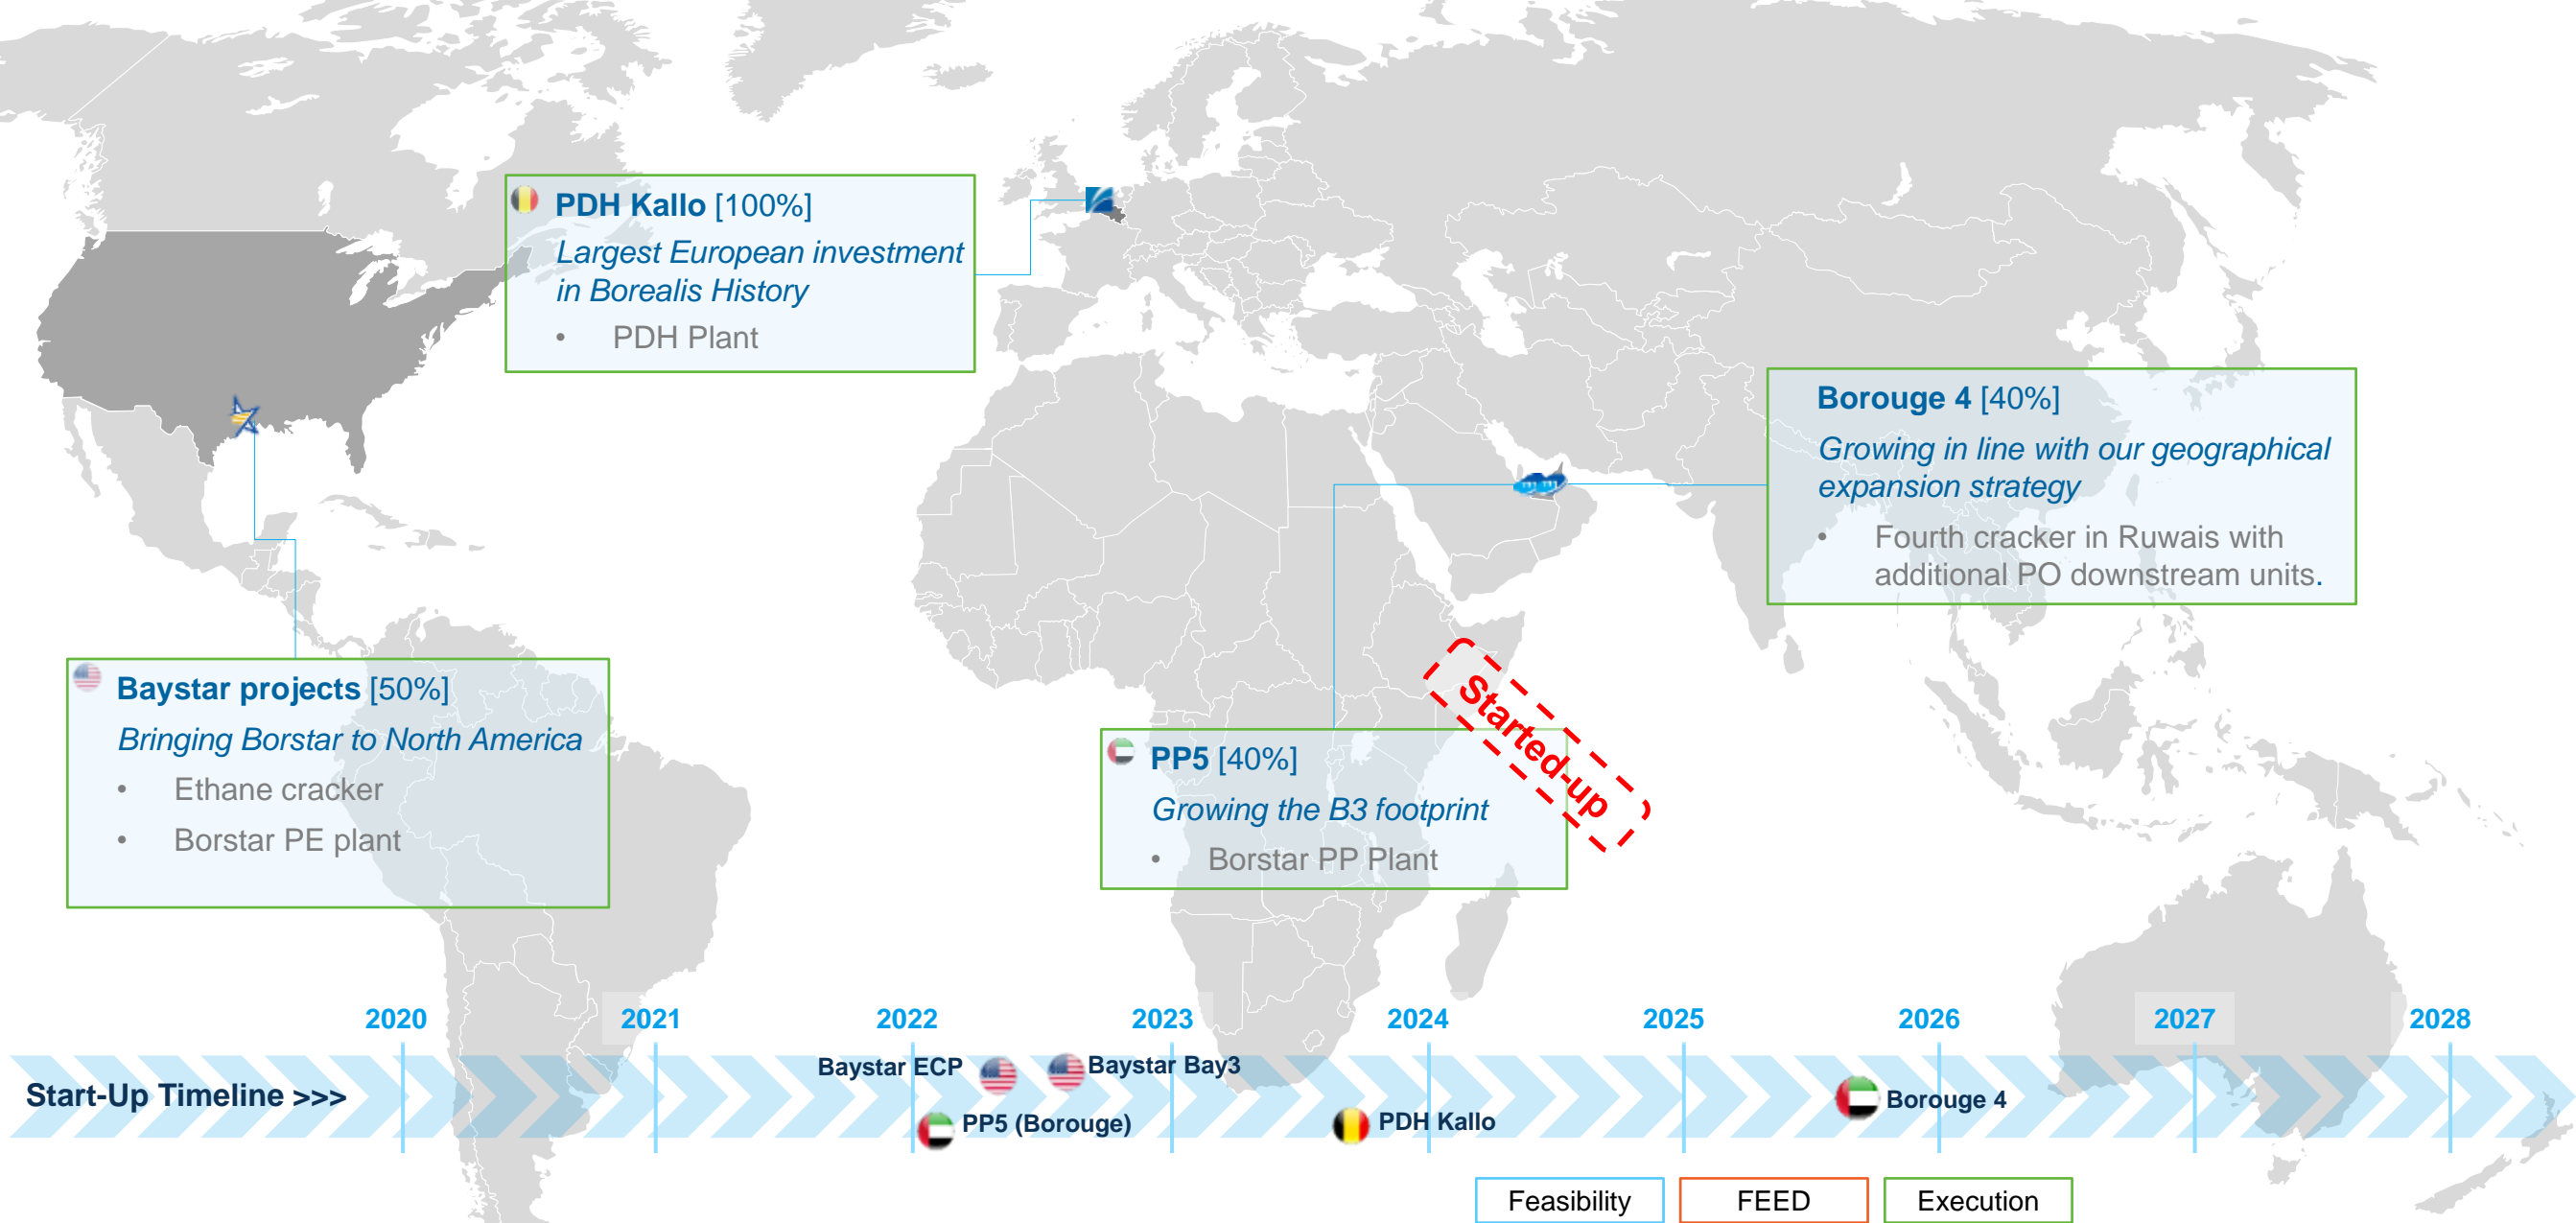 PDH Kallo [100%]
Largest European investment
in Borealis History
• PDH Plant
Borouge 4 [40%]
Growing in line with our geographical
expansion strategy
• Fourth cracker in Ruwais with
additional PO downstream units.
Baystar projects [50%]
Bringing Borstar to North America
• Ethane cracker
• Borstar PE plant
PP5 [40%]
Growing the B3 footprint
• Borstar PP Plant
Started-up
2020 2021 2022 2023 2024 2025 2026 2027 2028
Start-Up Timeline >>>
Baystar ECP
Baystar Bay3
PP5 (Borouge)
PDH Kallo
Borouge 4
Feasibility FEED Execution